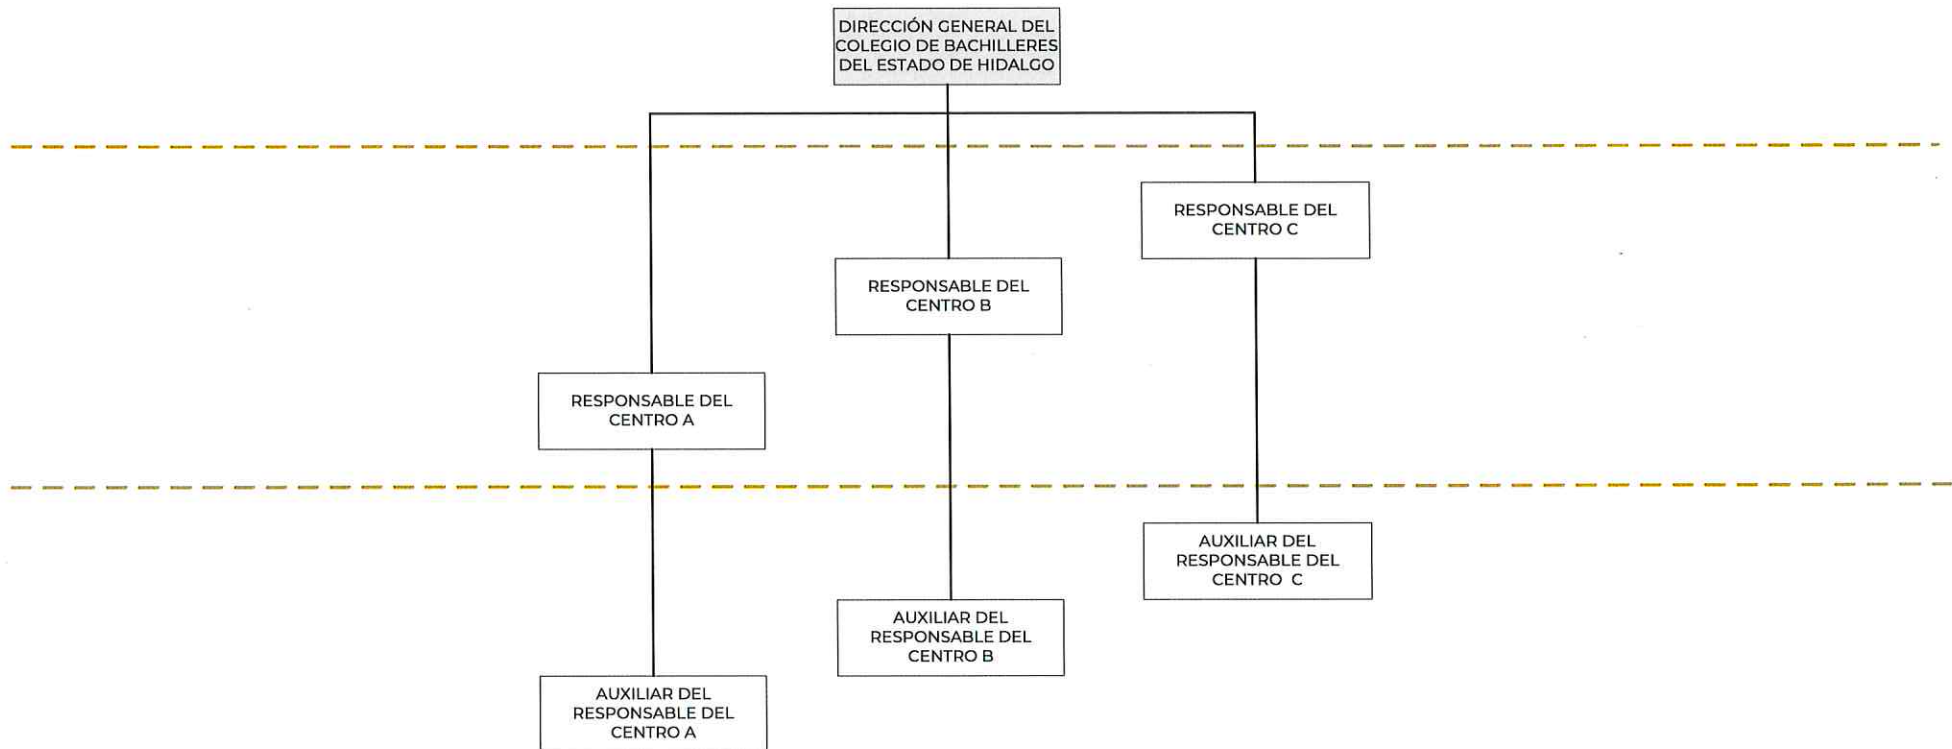 DIRECCIÓN GENERAL DEL
COLEGIO DE BACHILLERES
DEL ESTADO DE HIDALGO
RESPONSABLE DEL
CENTRO C
RESPONSABLE DEL
CENTRO B
RESPONSABLE DEL
CENTRO A
AUXILIAR DEL
RESPONSABLE DEL
CENTRO C
AUXILIAR DEL
RESPONSABLE DEL
CENTRO B
AUXILIAR DEL
RESPONSABLE DEL
CENTRO A